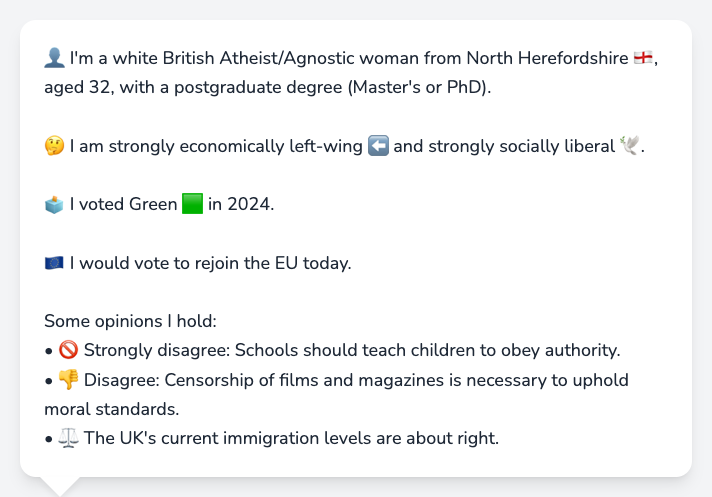 👤 I'm a white British Atheist/Agnostic woman from North Herefordshire 🏴󠁧󠁢󠁥󠁮󠁧󠁿,
aged 32, with a postgraduate degree (Master's or PhD).
🤔 I am strongly economically left-wing ⬅️ and strongly socially liberal 🕊️.
🗳️ I voted Green 🟩 in 2024.
🇪🇺 I would vote to rejoin the EU today.
Some opinions I hold:
• 🚫 Strongly disagree: Schools should teach children to obey authority.
• 👎 Disagree: Censorship of films and magazines is necessary to uphold
moral standards.
• ⚖️ The UK's current immigration levels are about right.